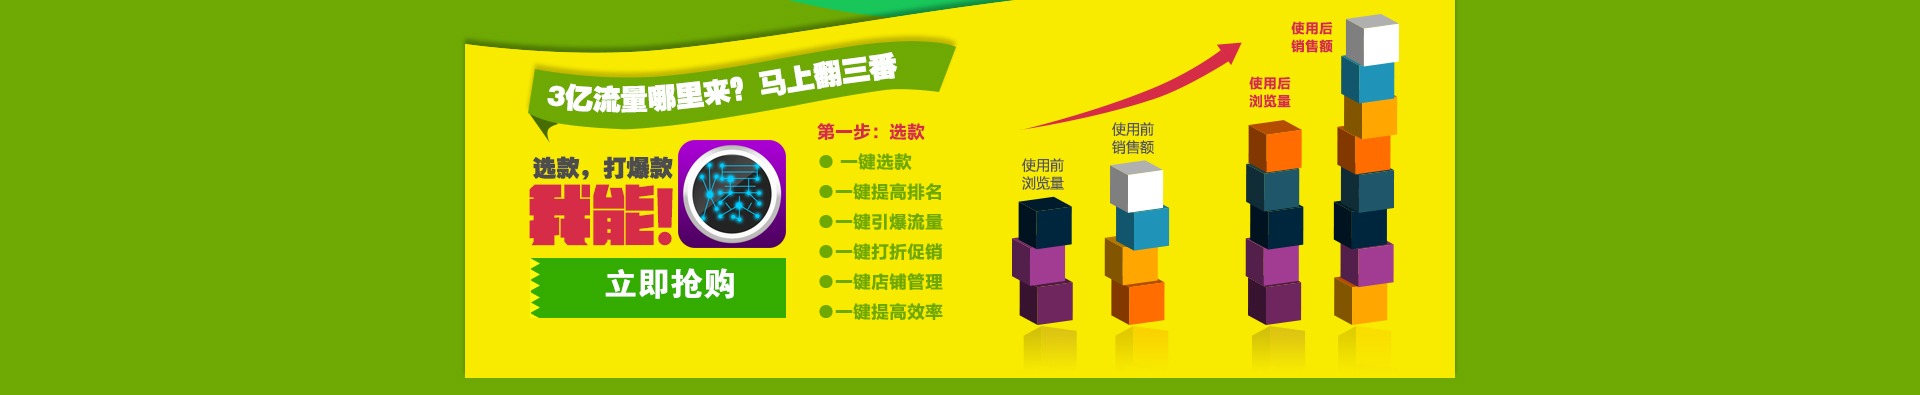 3亿流量哪里来？马上翻三番
选款，打爆款
我能！
立即抢购
第一步：选款
● 一键选款
●一键提高排名
●一键引爆流量
●一键打折促销
●一键店铺管理
●一键提高效率
使用前
浏览量
使用前
销售额
使用后
浏览量
使用后
销售额